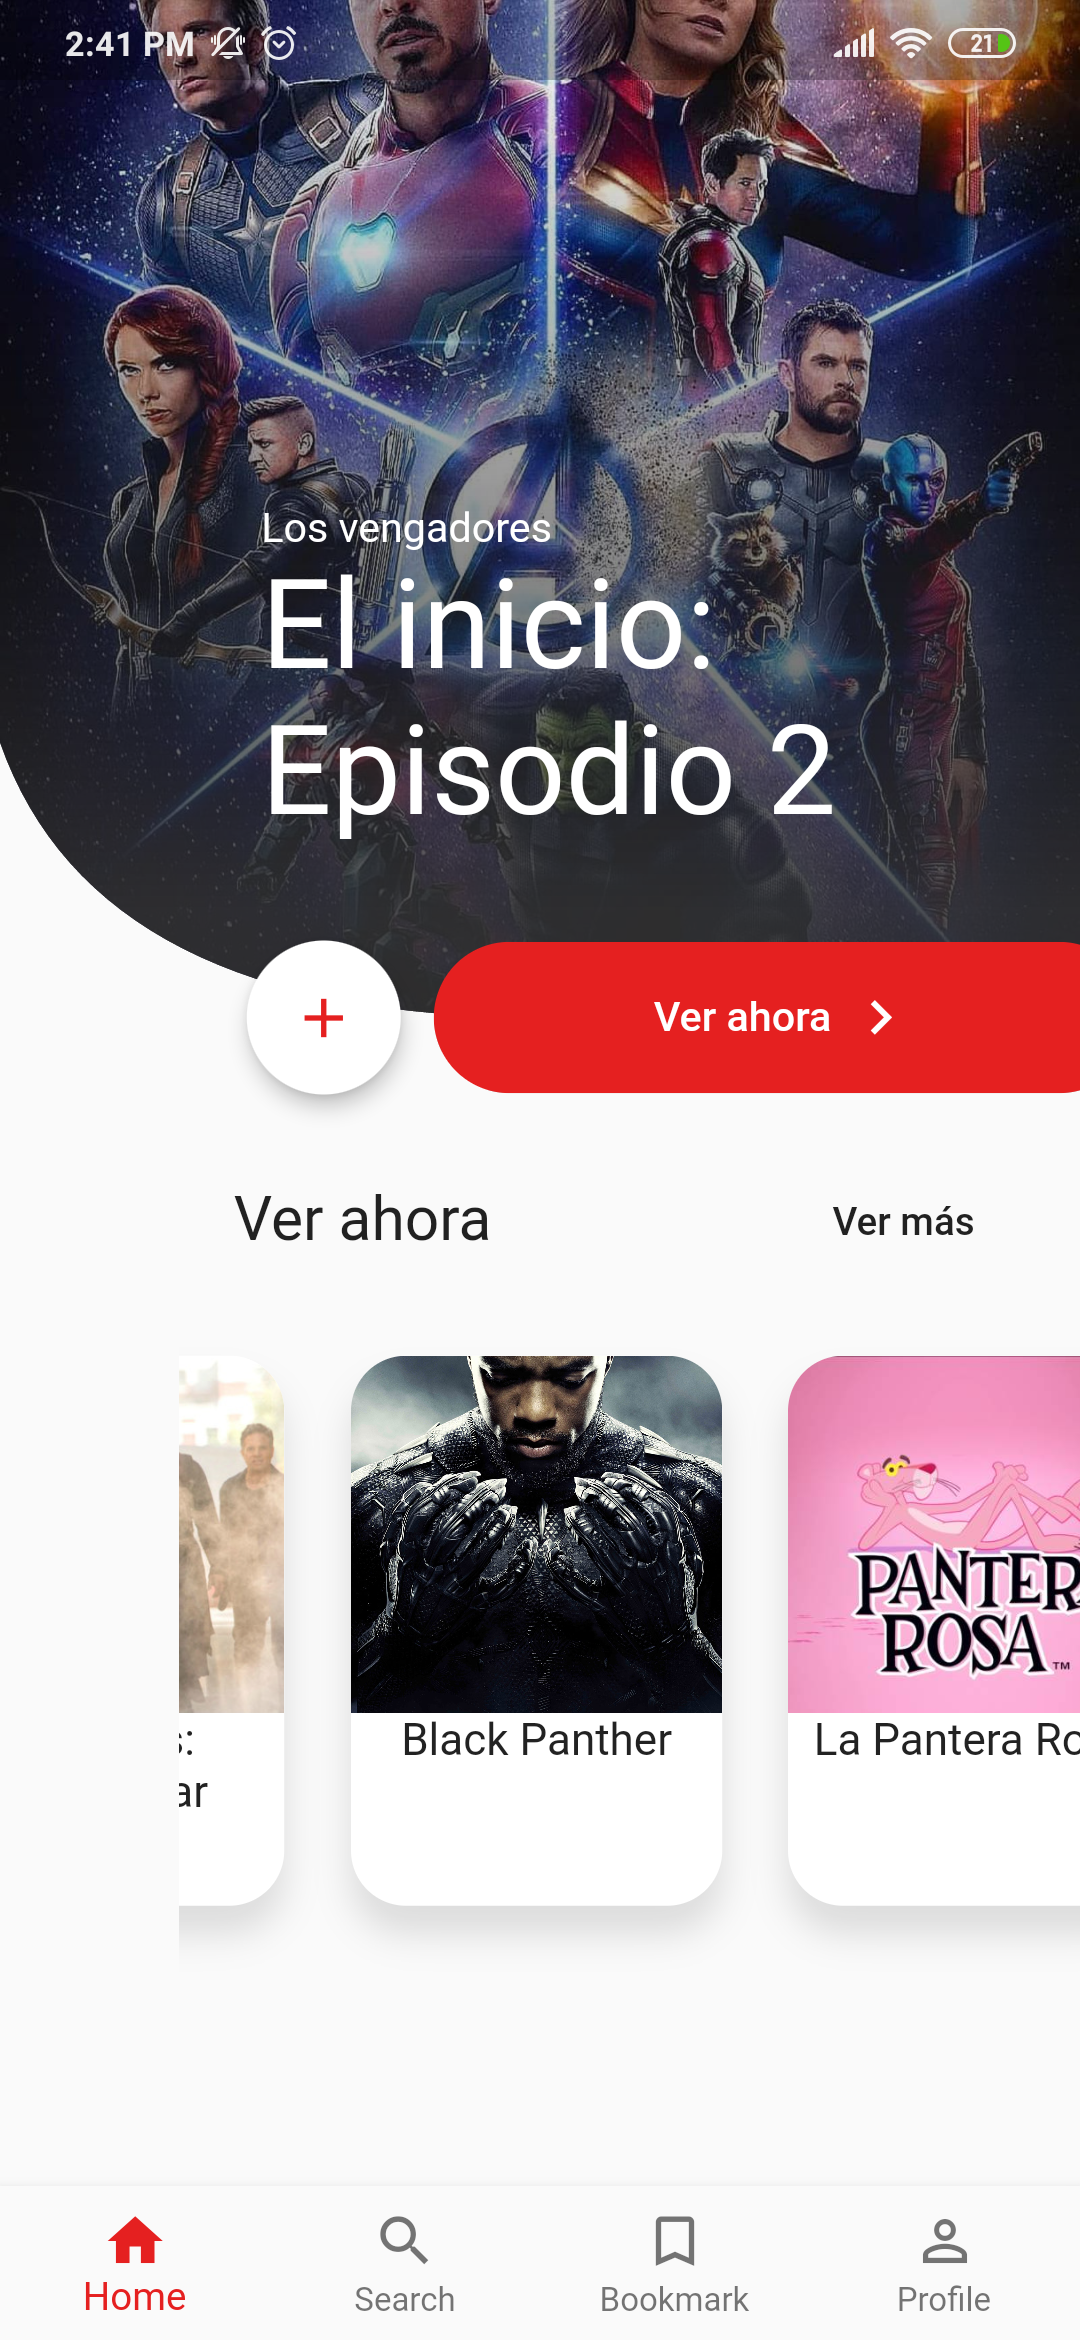 2:41 PM
21
Los vengadores
El inicio:
Episodio 2
Ver ahora
Ver ahora
Ver más
PANTER
ROSA™
s:
ar
Black Panther
La Pantera Ro
Home
Search
Bookmark
Profile